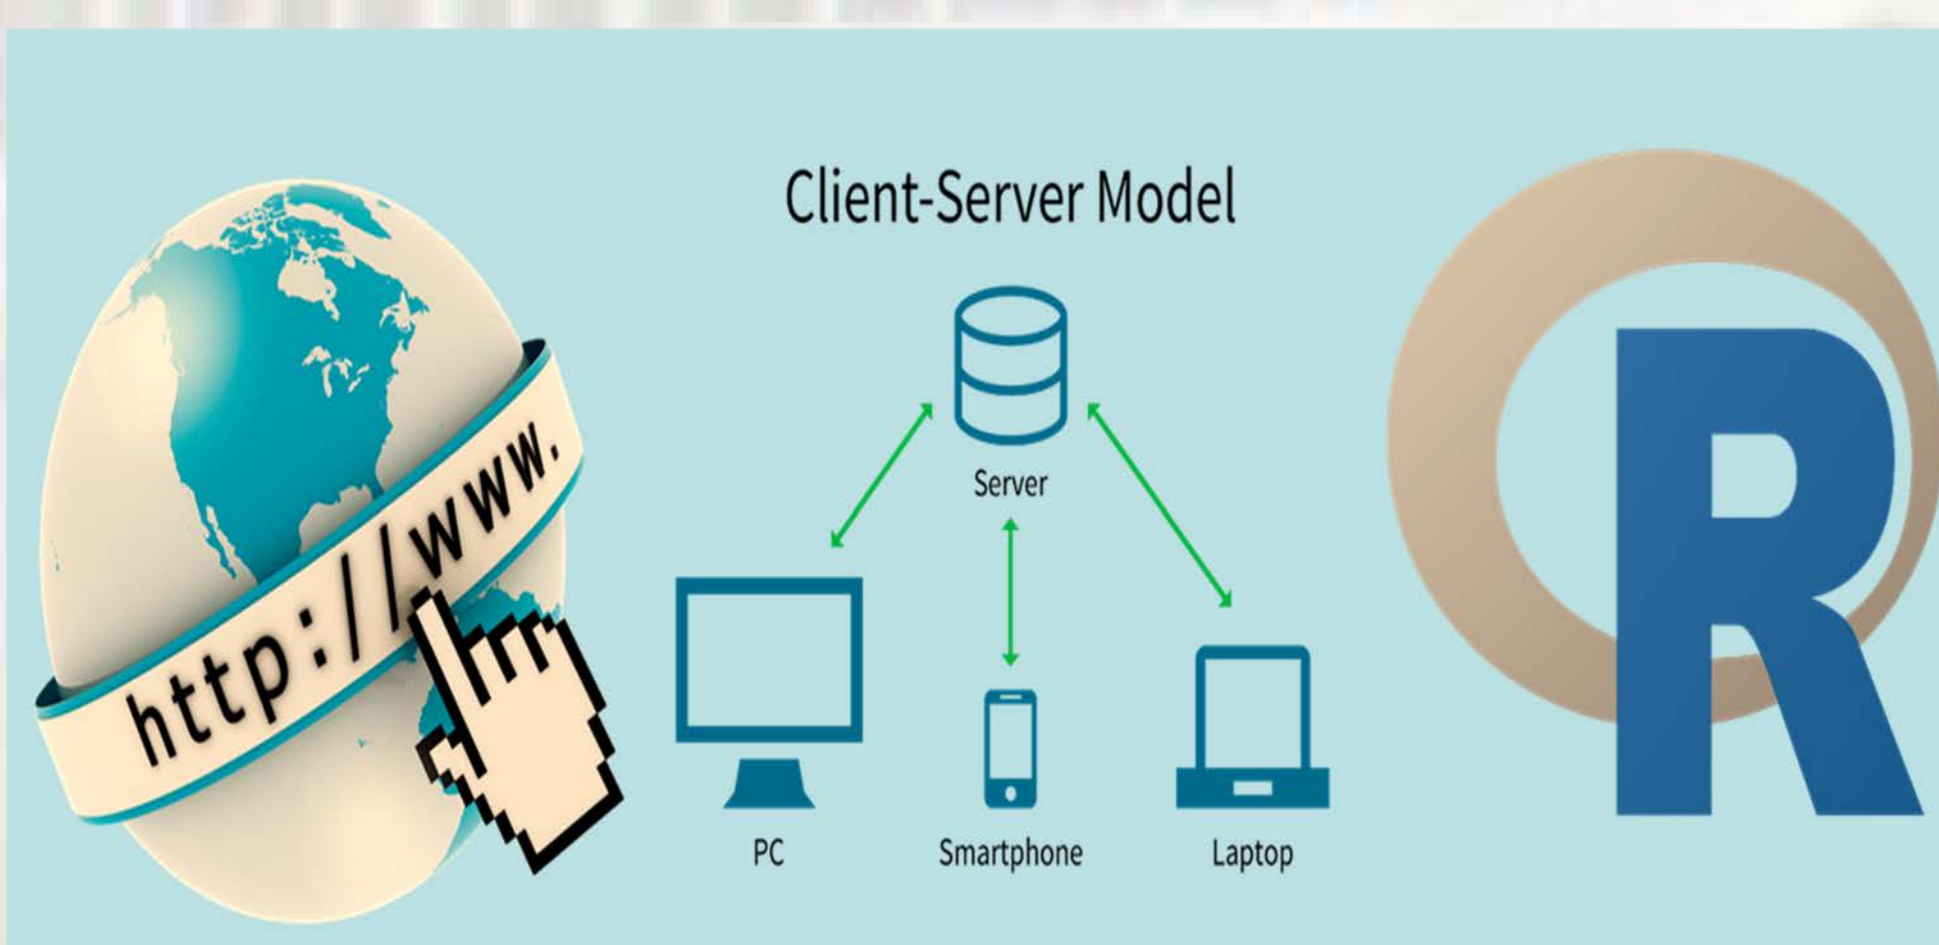 Client-Server Model
http://www.
Server
PC
Smartphone
Laptop
R